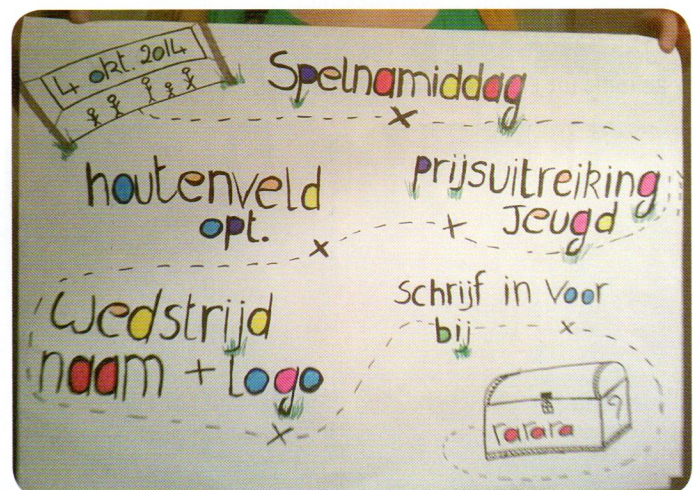 4 okt. 2014
Spelnamiddag
houtenveld
opt.
prijsuitreiking
Jeugd
Wedstrijd
naam + Logo
schrijf in voor
bij
rarara
?